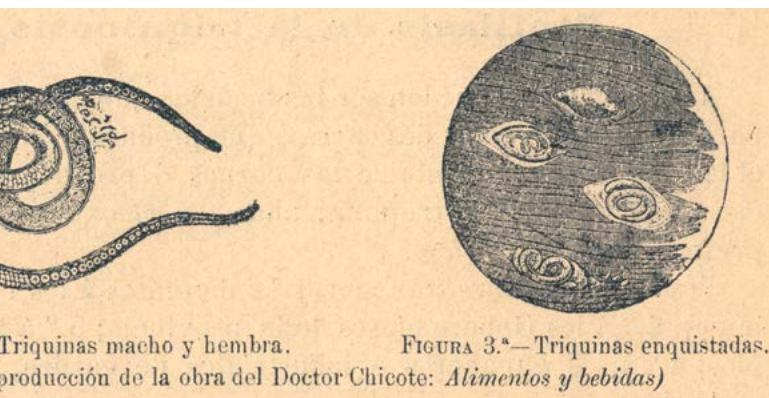 Triquinas macho y hembra.
FIGURA 3.ª—Triquinas enquistadas.
producción de la obra del Doctor Chicote: Alimentos y bebidas)